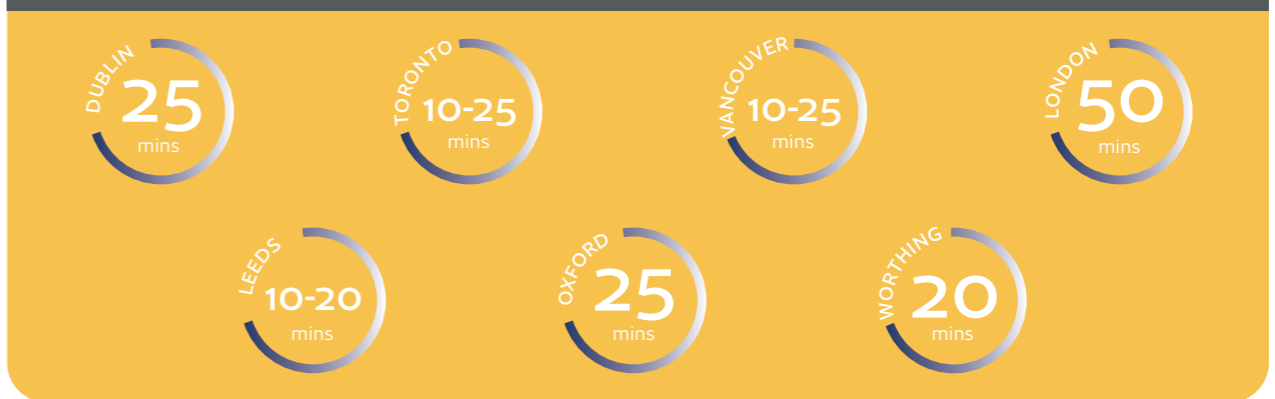 DUBLIN
25
mins
TORONTO
10-25
mins
VANCOUVER
10-25
mins
LONDON
50
mins
LEEDS
10-20
mins
OXFORD
25
mins
WORTHING
20
mins